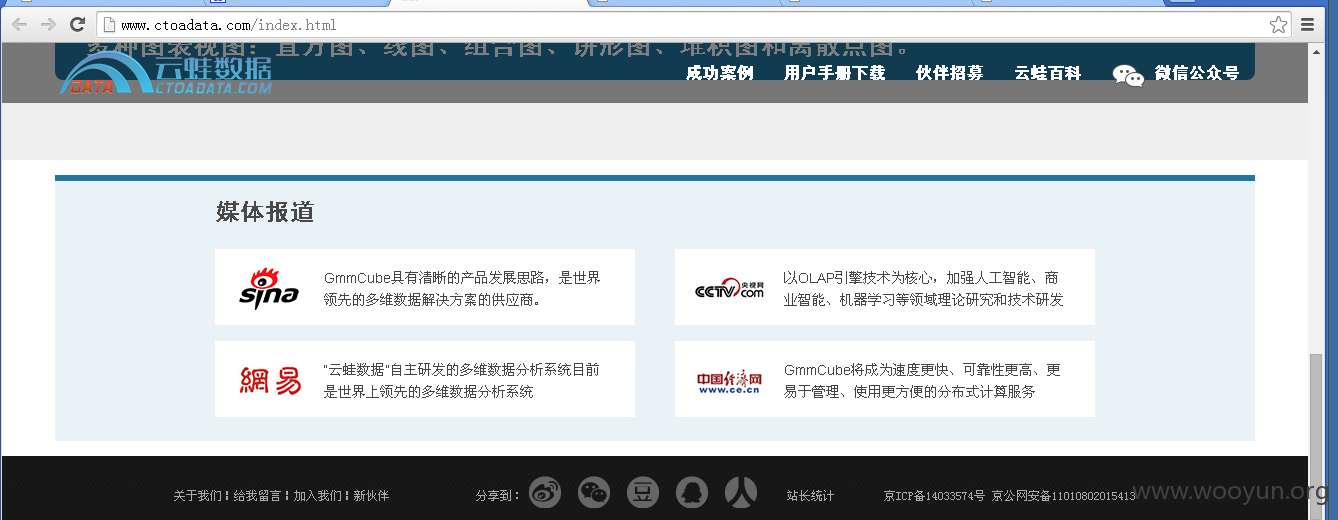 www.ctoadata.com/index.html
多种图表视图：直方图、线图、组合图、饼形图、堆积图和离散点图。
DATA 云蛙数据
CTOADATA.COM
成功案例 用户手册下载 伙伴招募 云蛙百科 微信公众号
媒体报道
sina
GmmCube具有清晰的产品发展思路，是世界
领先的多维数据解决方案的供应商。
CCTV 央视网
com
以OLAP引擎技术为核心，加强人工智能、商
业智能、机器学习等领域理论研究和技术研发
網易
"云蛙数据"自主研发的多维数据分析系统目前
是世界上领先的多维数据分析系统
中国经济网
www.ce.cn
GmmCube将成为速度更快、可靠性更高、更
易于管理、使用更方便的分布式计算服务
关于我们 ¦ 给我留言 ¦ 加入我们 ¦ 新伙伴
分享到： 豆
站长统计
京ICP备14033574号 京公网安备11010802015413
www.wooyun.org